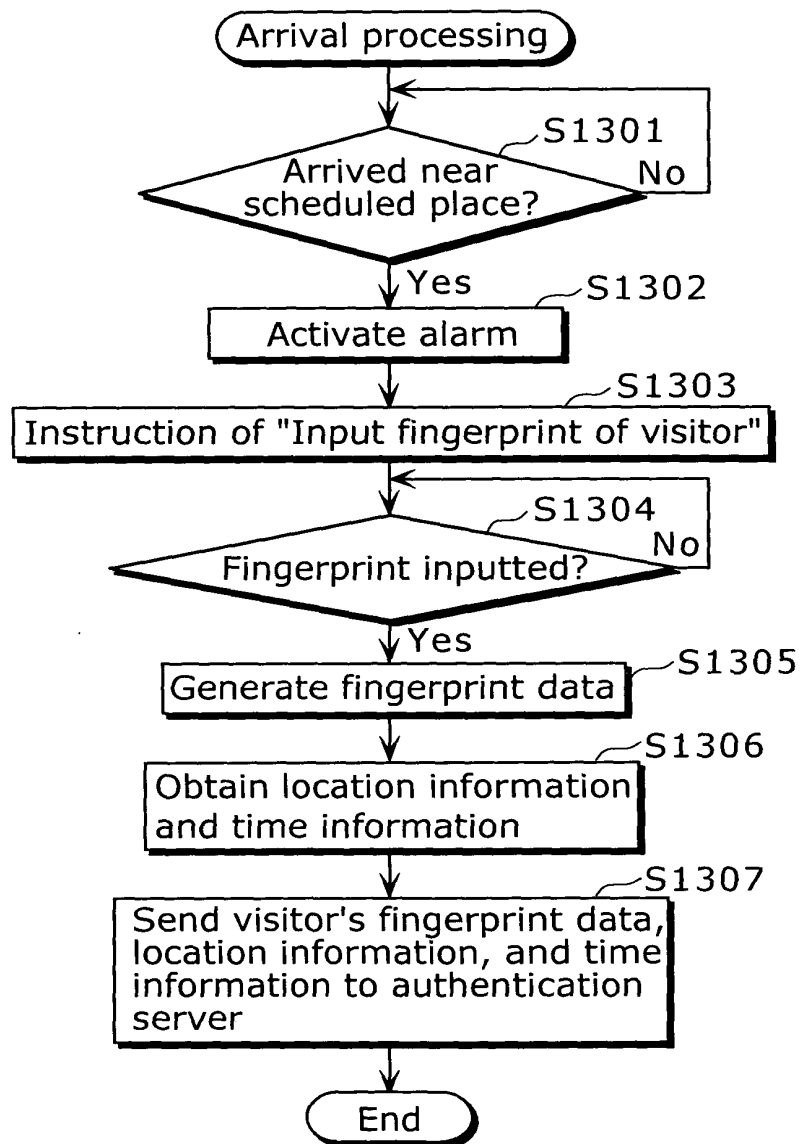 Arrival processing
S1301
Arrived near
scheduled place?
No
Yes
S1302
Activate alarm
S1303
Instruction of "Input fingerprint of visitor"
S1304
No
Fingerprint inputted?
Yes
S1305
Generate fingerprint data
S1306
Obtain location information
and time information
S1307
Send visitor's fingerprint data,
location information, and time
information to authentication
server
End